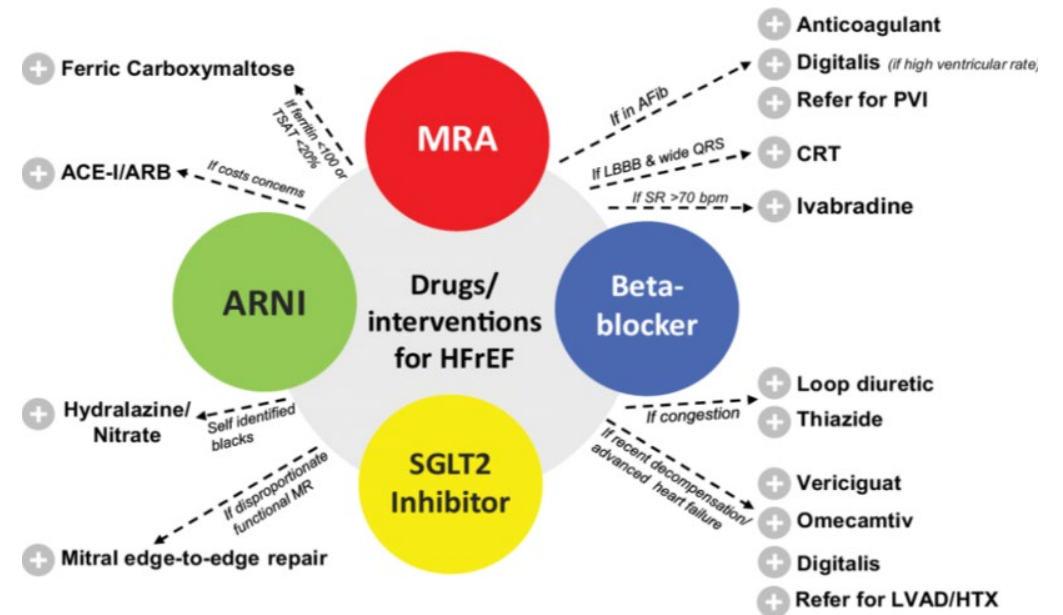 Ferric Carboxymaltose
If ferritin <100 or
TSAT <20%
ACE-I/ARB
If costs concerns
MRA
If in AFib
Anticoagulant
Digitalis (if high ventricular rate)
Refer for PVI
If LBBB & wide QRS
CRT
If SR >70 bpm
Ivabradine
ARNI
Drugs/
interventions
for HFrEF
Beta-
blocker
Hydralazine/
Nitrate
Self identified
blacks
If disproportionate
functional MR
Mitral edge-to-edge repair
SGLT2
Inhibitor
If congestion
Loop diuretic
Thiazide
If recent decompensation/
advanced heart failure
Vericiguat
Omecamtiv
Digitalis
Refer for LVAD/HTX